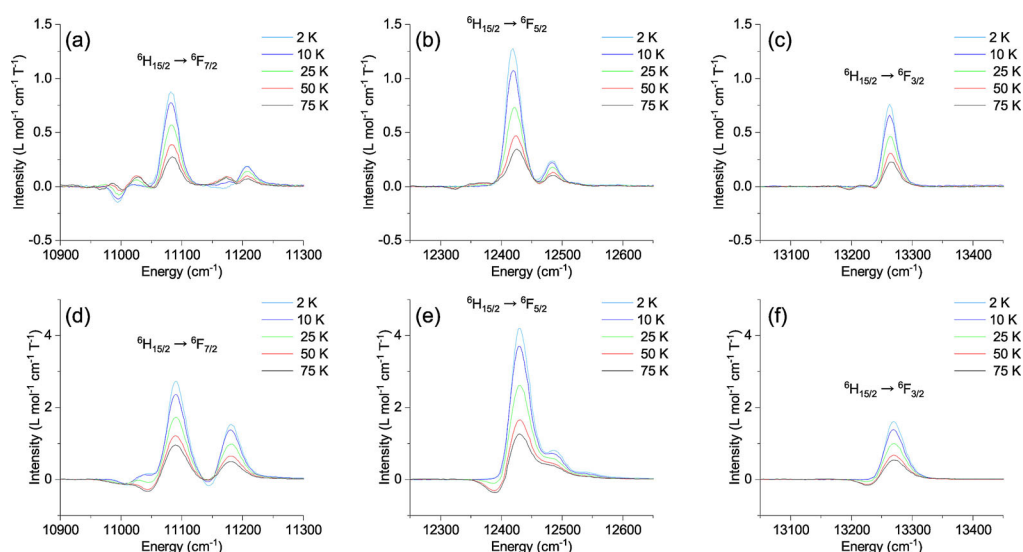 (a)
⁶H₁₅/₂ → ⁶F₇/₂
2 K
10 K
25 K
50 K
75 K
1.5
1.0
0.5
0.0
-0.5
Intensity (L mol⁻¹ cm⁻¹ T⁻¹)
10900 11000 11100 11200 11300
Energy (cm⁻¹)
(b)
⁶H₁₅/₂ → ⁶F₅/₂
2 K
10 K
25 K
50 K
75 K
1.5
1.0
0.5
0.0
-0.5
Intensity (L mol⁻¹ cm⁻¹ T⁻¹)
12300 12400 12500 12600
Energy (cm⁻¹)
(c)
⁶H₁₅/₂ → ⁶F₃/₂
2 K
10 K
25 K
50 K
75 K
1.5
1.0
0.5
0.0
-0.5
Intensity (L mol⁻¹ cm⁻¹ T⁻¹)
13100 13200 13300 13400
Energy (cm⁻¹)
(d)
⁶H₁₅/₂ → ⁶F₇/₂
2 K
10 K
25 K
50 K
75 K
4
2
0
Intensity (L mol⁻¹ cm⁻¹ T⁻¹)
10900 11000 11100 11200 11300
Energy (cm⁻¹)
(e)
⁶H₁₅/₂ → ⁶F₅/₂
2 K
10 K
25 K
50 K
75 K
4
2
0
Intensity (L mol⁻¹ cm⁻¹ T⁻¹)
12300 12400 12500 12600
Energy (cm⁻¹)
(f)
⁶H₁₅/₂ → ⁶F₃/₂
2 K
10 K
25 K
50 K
75 K
4
2
0
Intensity (L mol⁻¹ cm⁻¹ T⁻¹)
13100 13200 13300 13400
Energy (cm⁻¹)